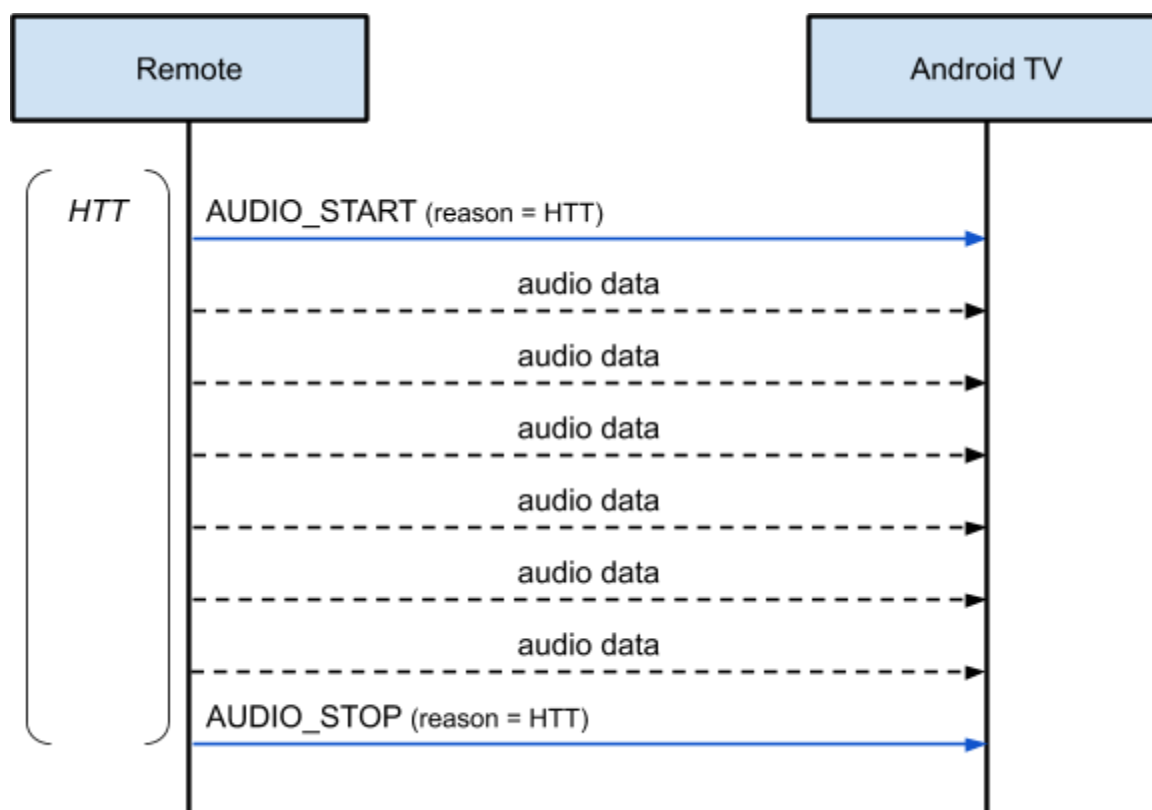 Remote
Android TV
HTT
AUDIO_START (reason = HTT)
audio data
audio data
audio data
audio data
audio data
audio data
AUDIO_STOP (reason = HTT)